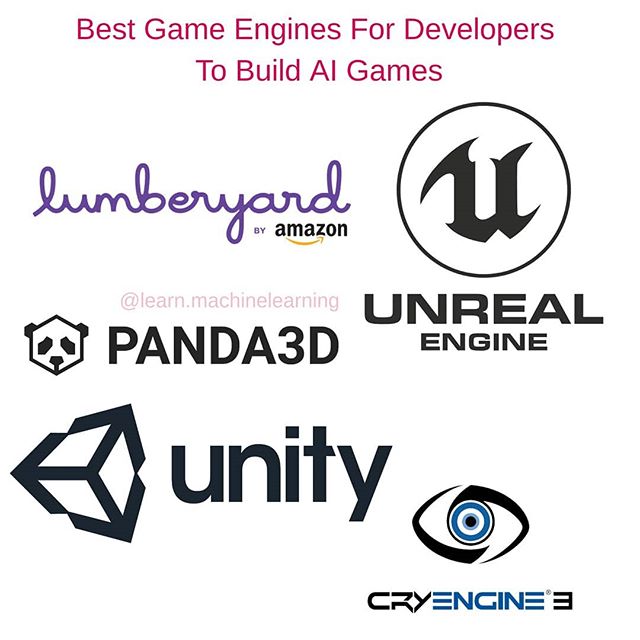 Best Game Engines For Developers
To Build AI Games
lumberyard
BY amazon
@learn.machinelearning
UNREAL
ENGINE
PANDA3D
unity
CRYENGINE® 3